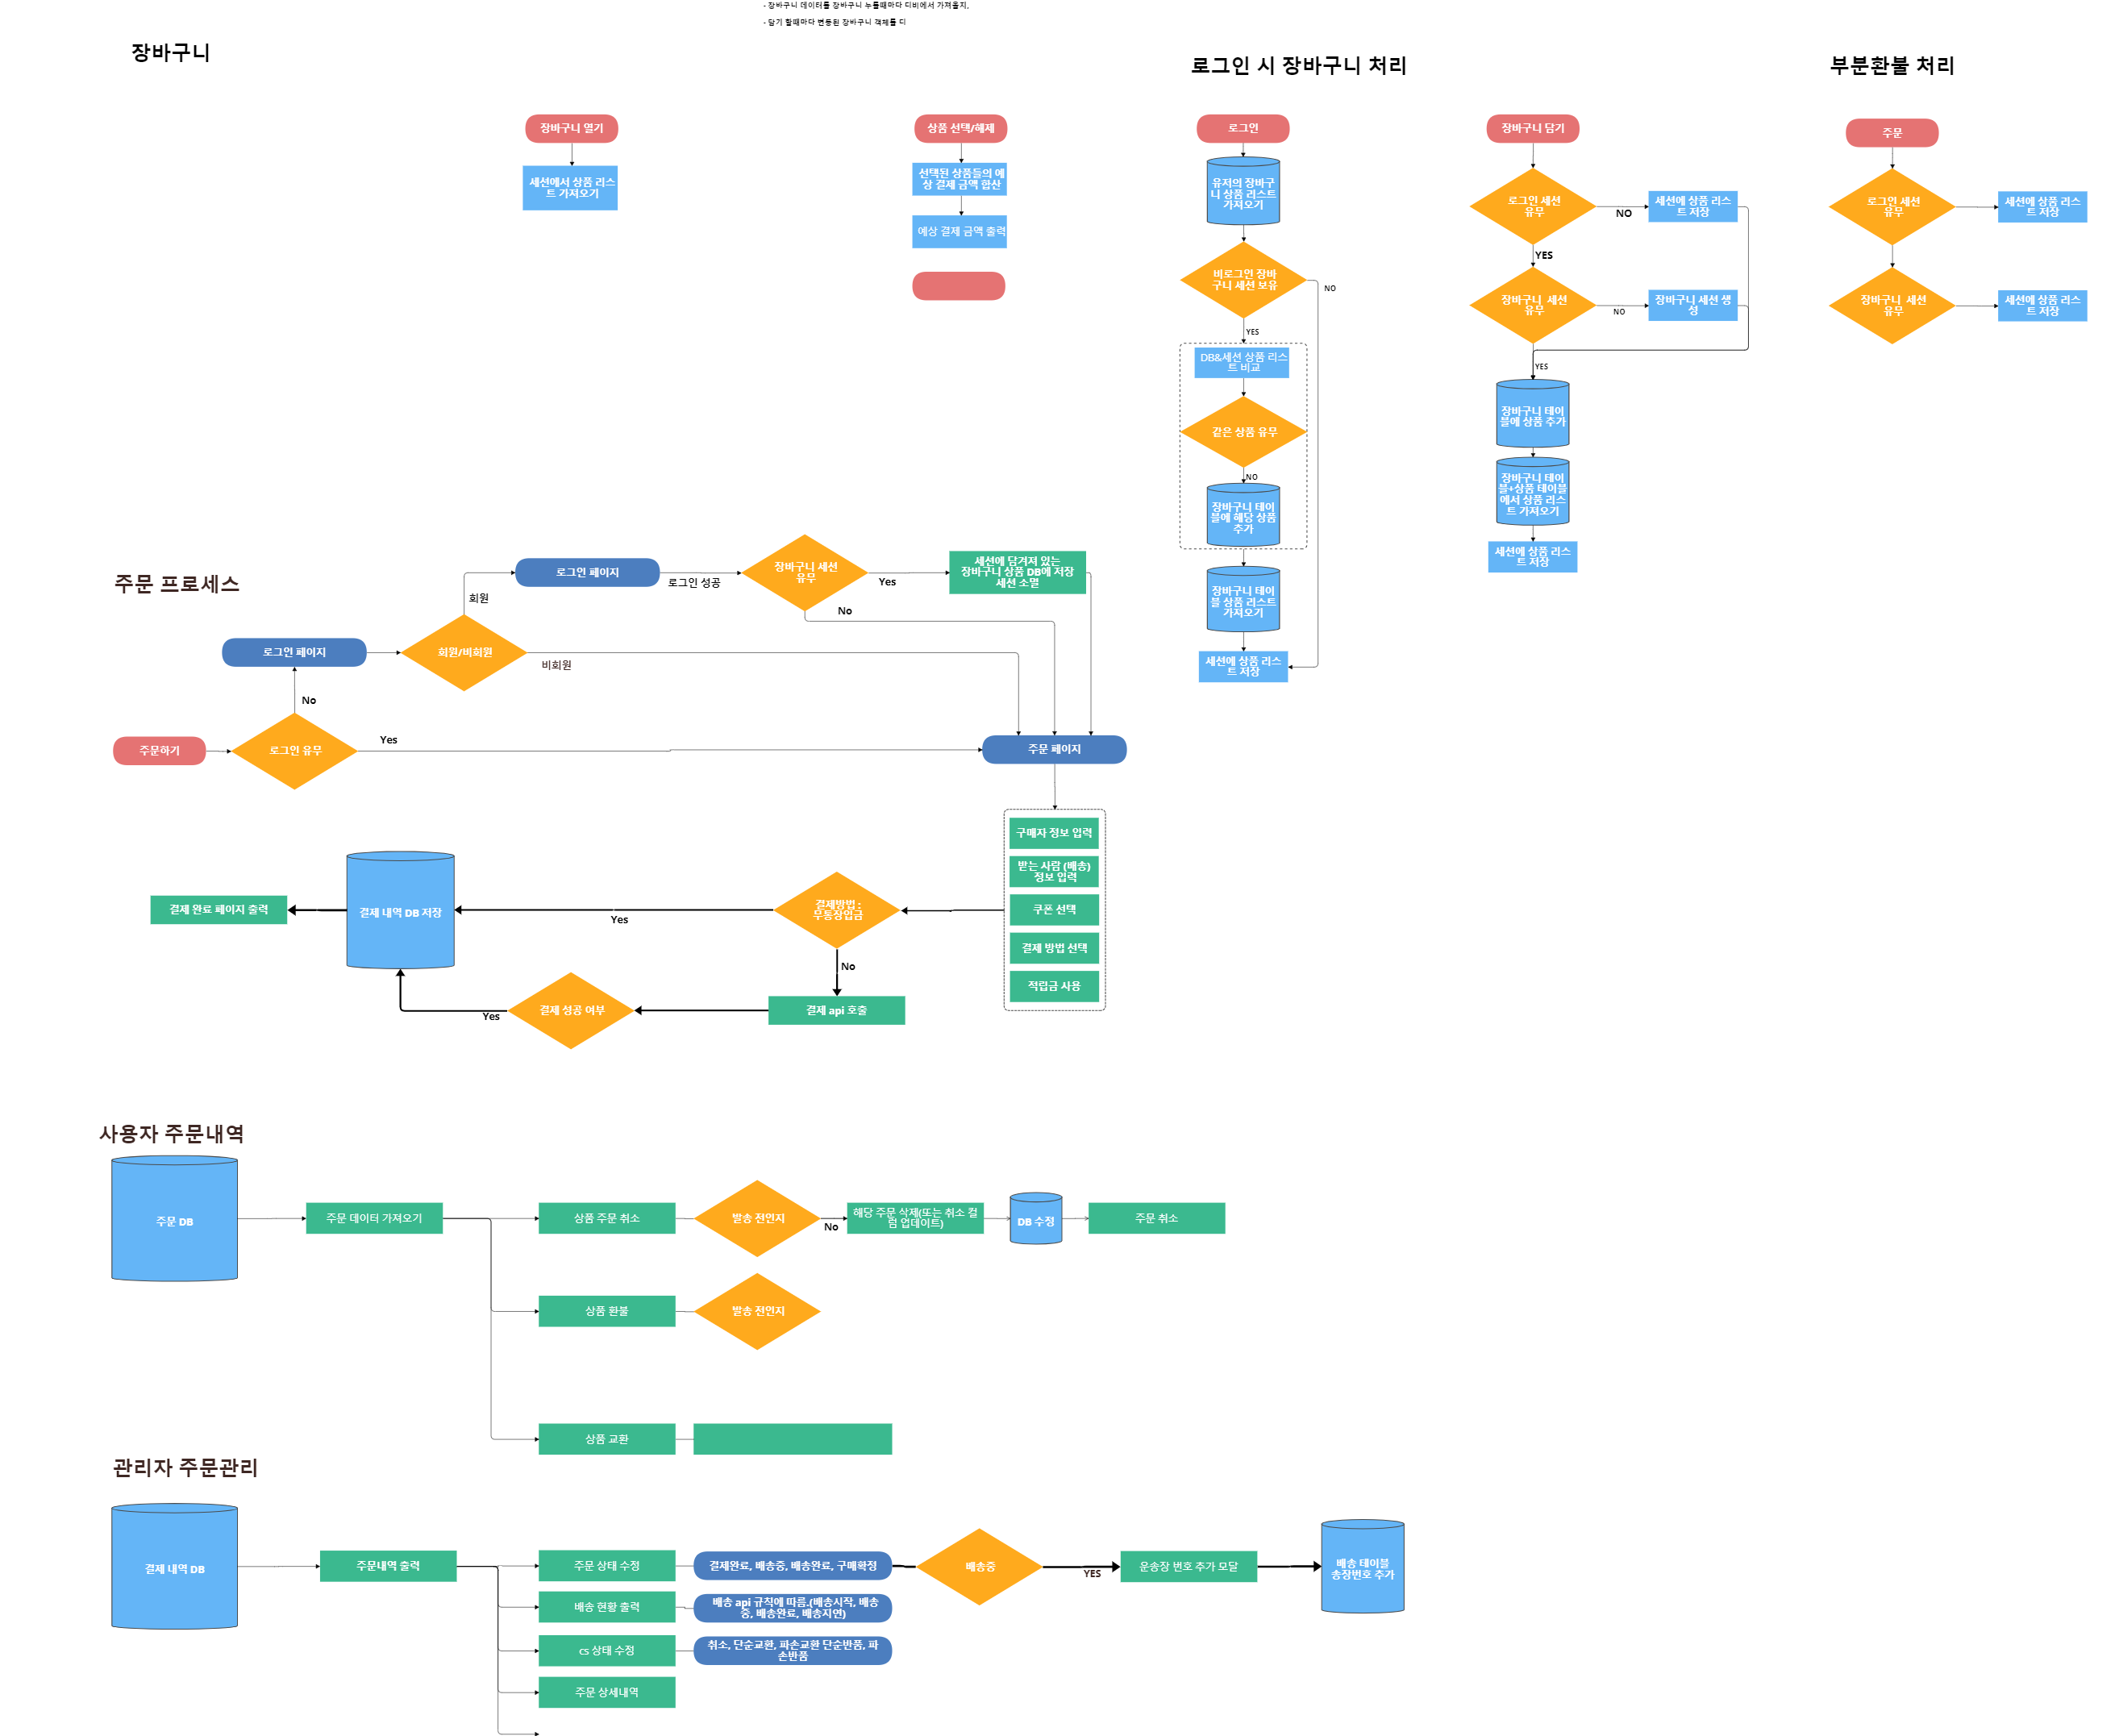 - 장바구니 데이터를 장바구니 누를때마다 디비에서 가져올지,
- 담기 할때마다 변동된 장바구니 객체를 디
장바구니
로그인 시 장바구니 처리
부분환불 처리
장바구니 열기
세션에서 상품 리스
트 가져오기
상품 선택/해제
선택된 상품들의 예
상 결제 금액 합산
예상 결제 금액 출력
로그인
유저의 장바구
니 상품 리스트
가져오기
비로그인 장바
구니 세션 보유
NO
YES
DB&세션 상품 리스
트 비교
같은 상품 유무
NO
장바구니 테이
블에 해당 상품
추가
장바구니 테이
블 상품 리스트
가져오기
세션에 상품 리스
트 저장
장바구니 담기
로그인 세션
유무
NO
세션에 상품 리스
트 저장
YES
장바구니 세션
유무
NO
장바구니 세션 생
성
YES
장바구니 테이
블에 상품 추가
장바구니 테이
블+상품 테이블
에서 상품 리스
트 가져오기
세션에 상품 리스
트 저장
주문
로그인 세션
유무
세션에 상품 리스
트 저장
장바구니 세션
유무
세션에 상품 리스
트 저장
주문 프로세스
로그인 페이지
로그인 성공
장바구니 세션
유무
Yes
세션에 담겨져 있는
장바구니 상품 DB에 저장
세션 소멸
회원
No
로그인 페이지
회원/비회원
비회원
No
주문하기
로그인 유무
Yes
주문 페이지
구매자 정보 입력
받는 사람 (배송)
정보 입력
쿠폰 선택
결제 방법 선택
적립금 사용
결제방법 :
무통장입금
Yes
결제 내역 DB 저장
결제 완료 페이지 출력
No
결제 api 호출
결제 성공 여부
Yes
사용자 주문내역
주문 DB
주문 데이터 가져오기
상품 주문 취소
발송 전인지
No
해당 주문 삭제(또는 취소 컬
럼 업데이트)
DB 수정
주문 취소
상품 환불
발송 전인지
상품 교환
관리자 주문관리
결제 내역 DB
주문내역 출력
주문 상태 수정
결제완료, 배송중, 배송완료, 구매확정
배송중
YES
운송장 번호 추가 모달
배송 테이블
송장번호 추가
배송 현황 출력
배송 api 규칙에 따름.(배송시작, 배송
중, 배송완료, 배송지연)
cs 상태 수정
취소, 단순교환, 파손교환 단순반품, 파
손반품
주문 상세내역